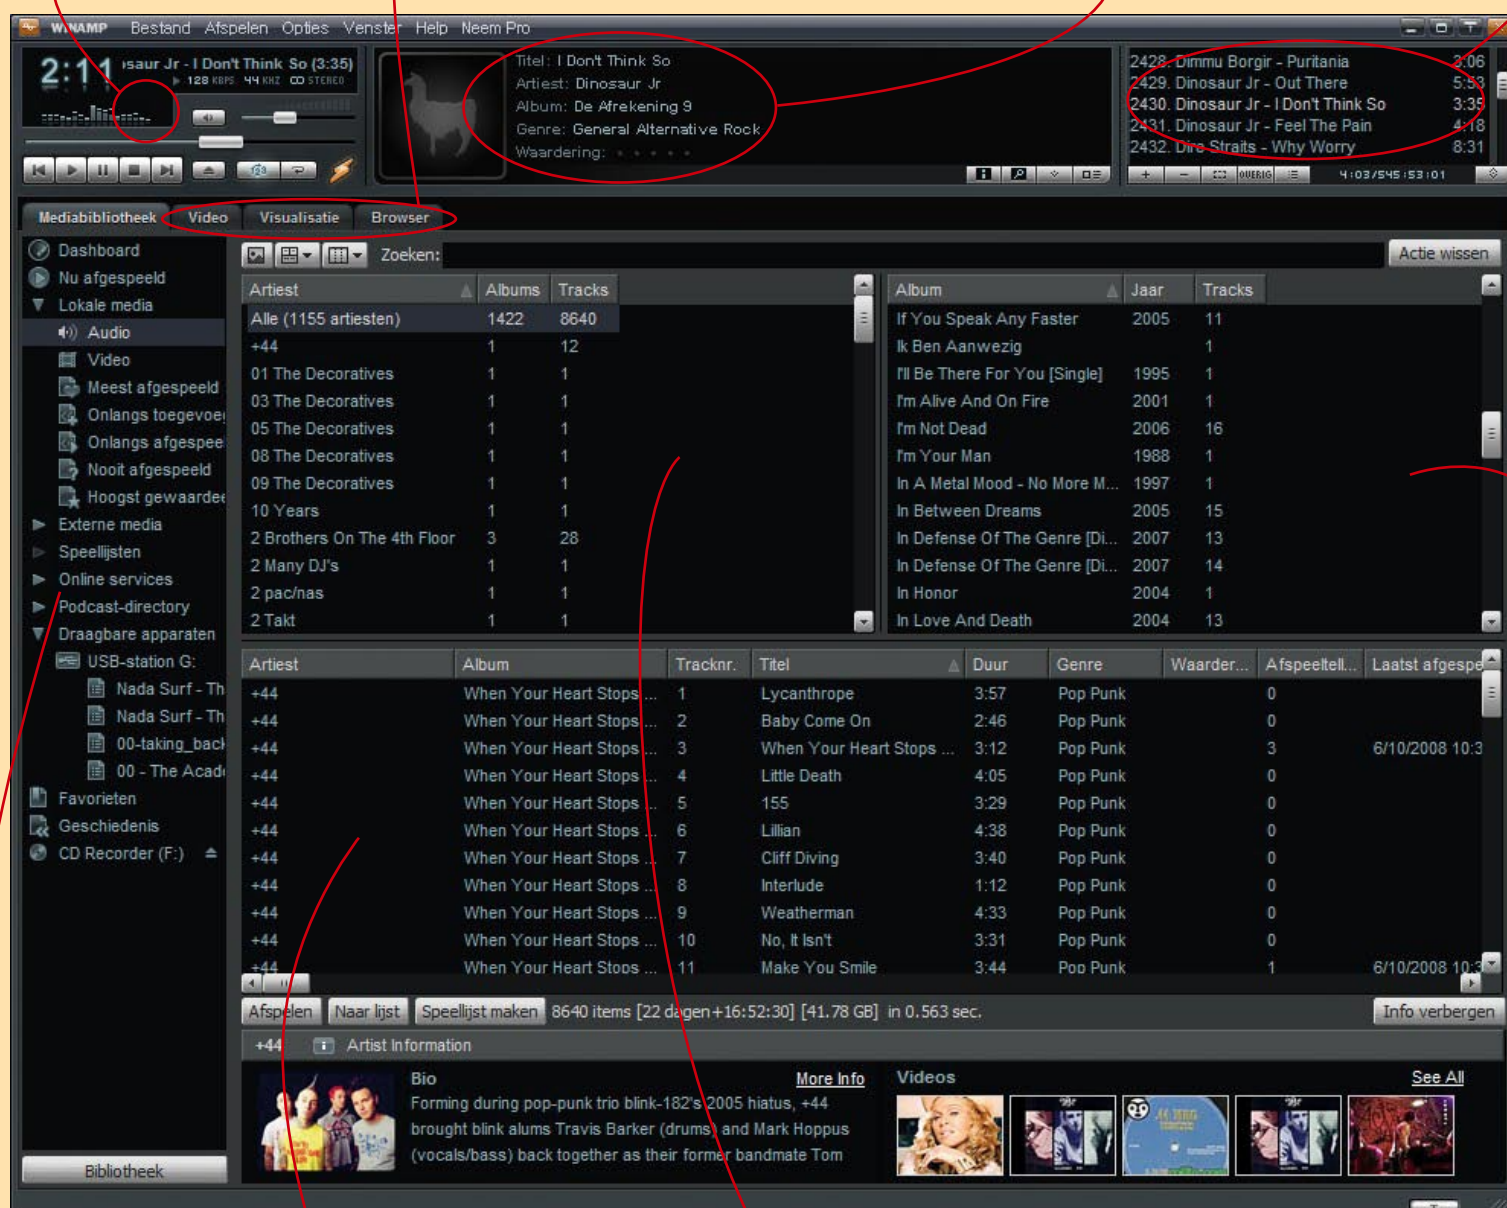 WINAMP Bestand Afspelen Opties Venster Help Neem Pro
2:11
saur Jr - I Don't Think So (3:35)
128 KBPS 44 KHZ STEREO
Titel: I Don't Think So
Artiest: Dinosaur Jr
Album: De Afrekening 9
Genre: General Alternative Rock
Waardering:
2428. Dimmu Borgir - Puritania 3:06
2429. Dinosaur Jr - Out There 5:53
2430. Dinosaur Jr - I Don't Think So 3:35
2431. Dinosaur Jr - Feel The Pain 4:18
2432. Dire Straits - Why Worry 8:31
OVERIG 4:03/545:53:01
Mediabibliotheek Video Visualisatie Browser
Dashboard
Nu afgespeeld
Lokale media
Audio
Video
Meest afgespeeld
Onlangs toegevoe
Onlangs afgespee
Nooit afgespeeld
Hoogst gewaardee
Externe media
Speellijsten
Online services
Podcast-directory
Draagbare apparaten
USB-station G:
Nada Surf - Th
Nada Surf - Th
00-taking_back
00 - The Acad
Favorieten
Geschiedenis
CD Recorder (F:)
Bibliotheek
Zoeken: Actie wissen
Artiest Albums Tracks
Alle (1155 artiesten) 1422 8640
+44 1 12
01 The Decoratives 1 1
03 The Decoratives 1 1
05 The Decoratives 1 1
08 The Decoratives 1 1
09 The Decoratives 1 1
10 Years 1 1
2 Brothers On The 4th Floor 3 28
2 Many DJ's 1 1
2 pac/nas 1 1
2 Takt 1 1
Album Jaar Tracks
If You Speak Any Faster 2005 11
Ik Ben Aanwezig 1
I'll Be There For You [Single] 1995 1
I'm Alive And On Fire 2001 1
I'm Not Dead 2006 16
I'm Your Man 1988 1
In A Metal Mood - No More M... 1997 1
In Between Dreams 2005 15
In Defense Of The Genre [Di... 2007 13
In Defense Of The Genre [Di... 2007 14
In Honor 2004 1
In Love And Death 2004 13
Artiest Album Tracknr. Titel Duur Genre Waarder... Afspeeltell... Laatst afgespe
+44 When Your Heart Stops ... 1 Lycanthrope 3:57 Pop Punk 0
+44 When Your Heart Stops ... 2 Baby Come On 2:46 Pop Punk 0
+44 When Your Heart Stops ... 3 When Your Heart Stops ... 3:12 Pop Punk 3 6/10/2008 10:3
+44 When Your Heart Stops ... 4 Little Death 4:05 Pop Punk 0
+44 When Your Heart Stops ... 5 155 3:29 Pop Punk 0
+44 When Your Heart Stops ... 6 Lillian 4:38 Pop Punk 0
+44 When Your Heart Stops ... 7 Cliff Diving 3:40 Pop Punk 0
+44 When Your Heart Stops ... 8 Interlude 1:12 Pop Punk 0
+44 When Your Heart Stops ... 9 Weatherman 4:33 Pop Punk 0
+44 When Your Heart Stops ... 10 No, It Isn't 3:31 Pop Punk 0
+44 When Your Heart Stops ... 11 Make You Smile 3:44 Pop Punk 1 6/10/2008 10:3
Afspelen Naar lijst Speellijst maken 8640 items [22 dagen+16:52:30] [41.78 GB] in 0.563 sec. Info verbergen
+44 Artist Information
Bio More Info
Forming during pop-punk trio blink-182's 2005 hiatus, +44
brought blink alums Travis Barker (drums) and Mark Hoppus
(vocals/bass) back together as their former bandmate Tom
Videos See All